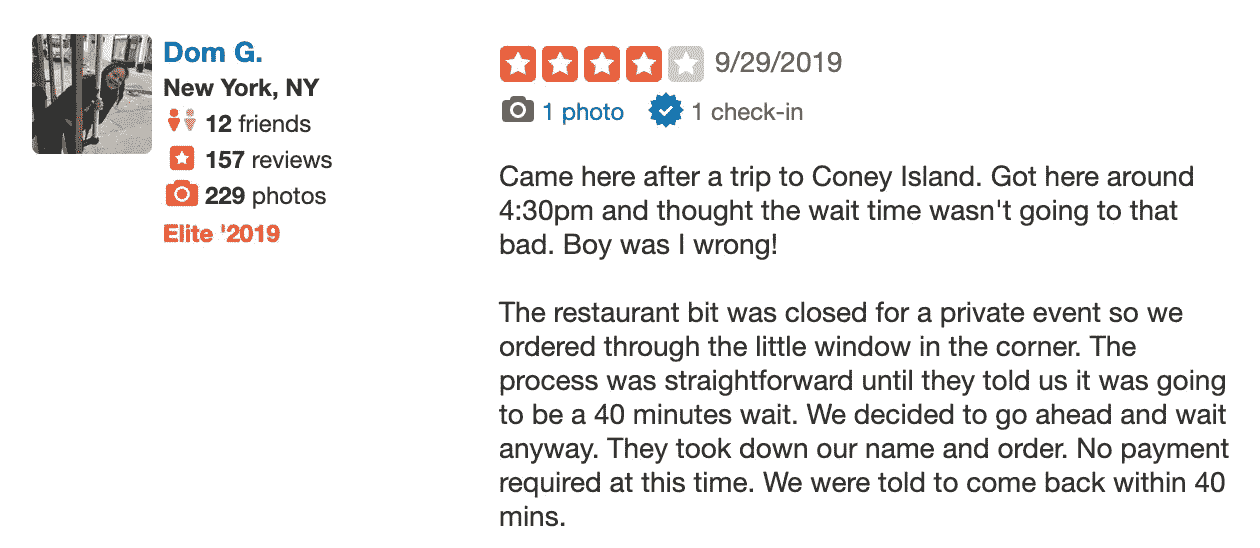 Dom G.
New York, NY
12 friends
157 reviews
229 photos
Elite '2019
9/29/2019
1 photo 1 check-in
Came here after a trip to Coney Island. Got here around
4:30pm and thought the wait time wasn't going to that
bad. Boy was I wrong!
The restaurant bit was closed for a private event so we
ordered through the little window in the corner. The
process was straightforward until they told us it was going
to be a 40 minutes wait. We decided to go ahead and wait
anyway. They took down our name and order. No payment
required at this time. We were told to come back within 40
mins.